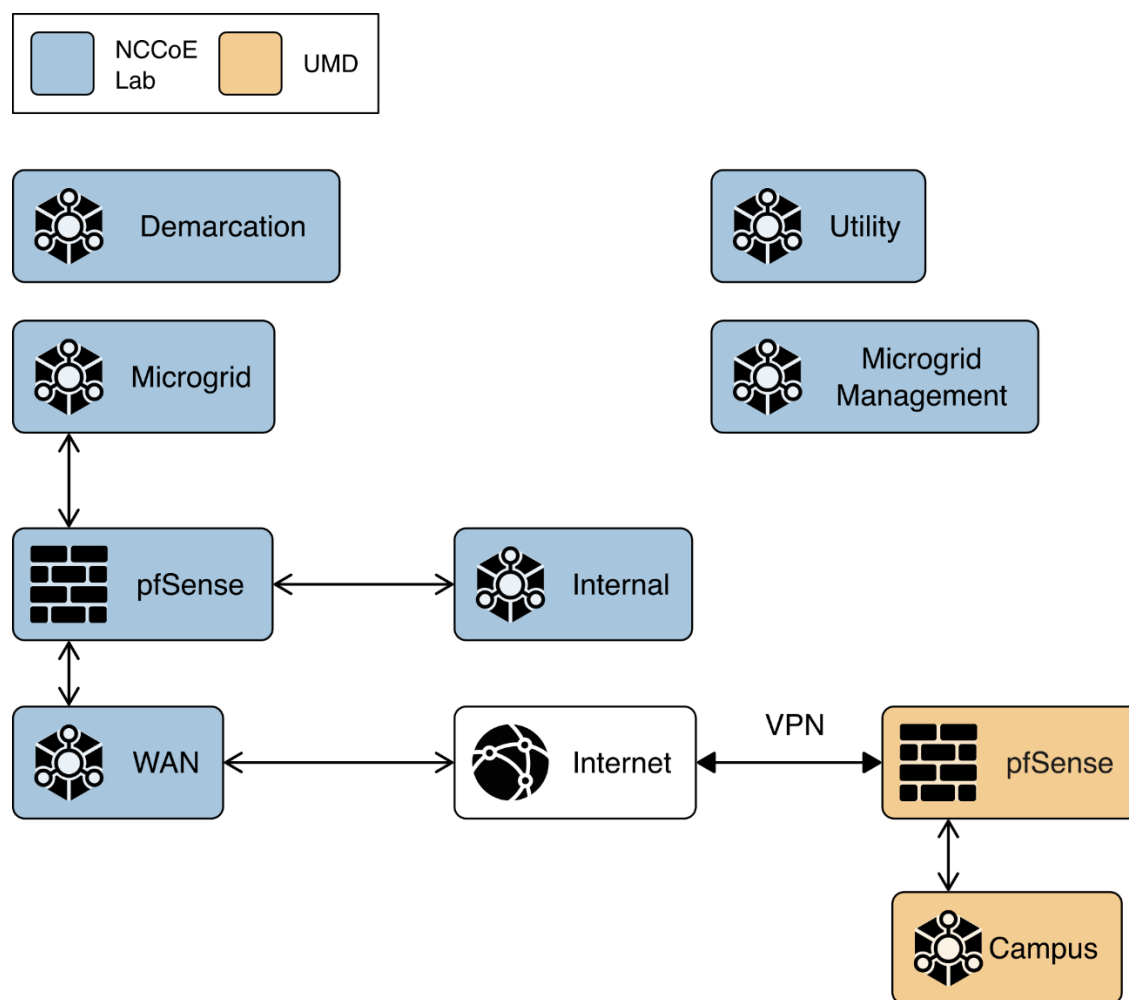 NCCoE
Lab
UMD
Demarcation
Utility
Microgrid
Microgrid
Management
pfSense
Internal
WAN
Internet
VPN
pfSense
Campus